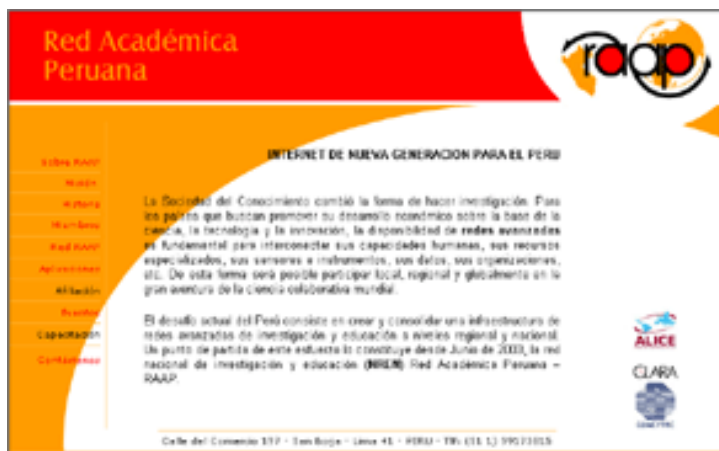 Red Académica
Peruana
raap
INTERNET DE NUEVA GENERACION PARA EL PERU
Sobre RAAP
Misión
Historia
Miembros
Red RAAP
Aplicaciones
Afiliación
Eventos
Capacitación
Contáctenos
La Sociedad del Conocimiento cambió la forma de hacer investigación. Para
los países que buscan promover su desarrollo económico sobre la base de la
ciencia, la tecnología y la innovación, la disponibilidad de redes avanzadas
es fundamental para interconectar sus capacidades humanas, sus recursos
especializados, sus sensores e instrumentos, sus datos, sus organizaciones,
etc. De esta forma será posible participar local, regional y globalmente en la
gran aventura de la ciencia colaborativa mundial.
El desafío actual del Perú consiste en crear y consolidar una infraestructura de
redes avanzadas de investigación y educación a niveles regional y nacional.
Un punto de partida de este esfuerzo lo constituye desde Junio de 2003, la red
nacional de investigación y educación (NREN) Red Académica Peruana –
RAAP.
ALICE
CLARA
Calle del Comercio 197 - San Borja - Lima 41 - PERU - Tlf: (51 1)